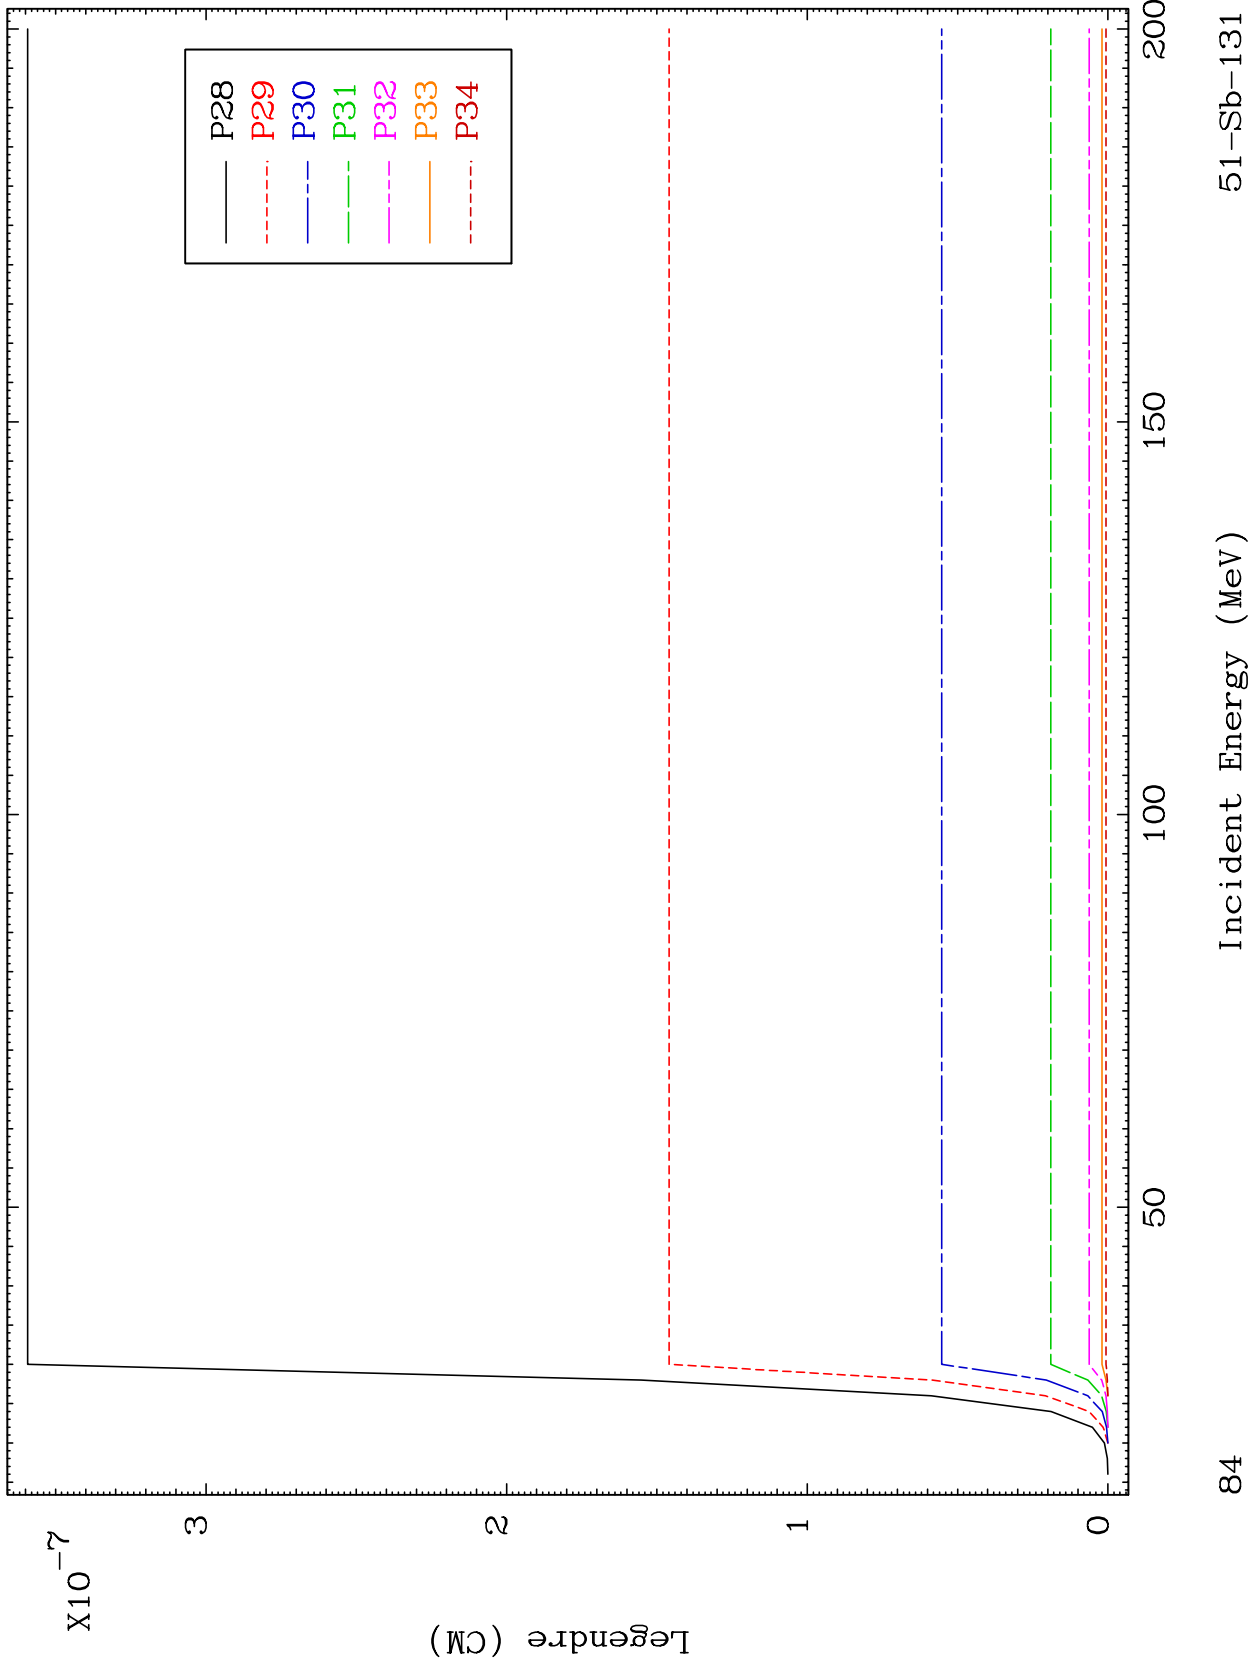 X10-7
Legendre (CM)
3
2
1
0
P28
P29
P30
P31
P32
P33
P34
50
100
150
200
Incident Energy (MeV)
84
51-Sb-131